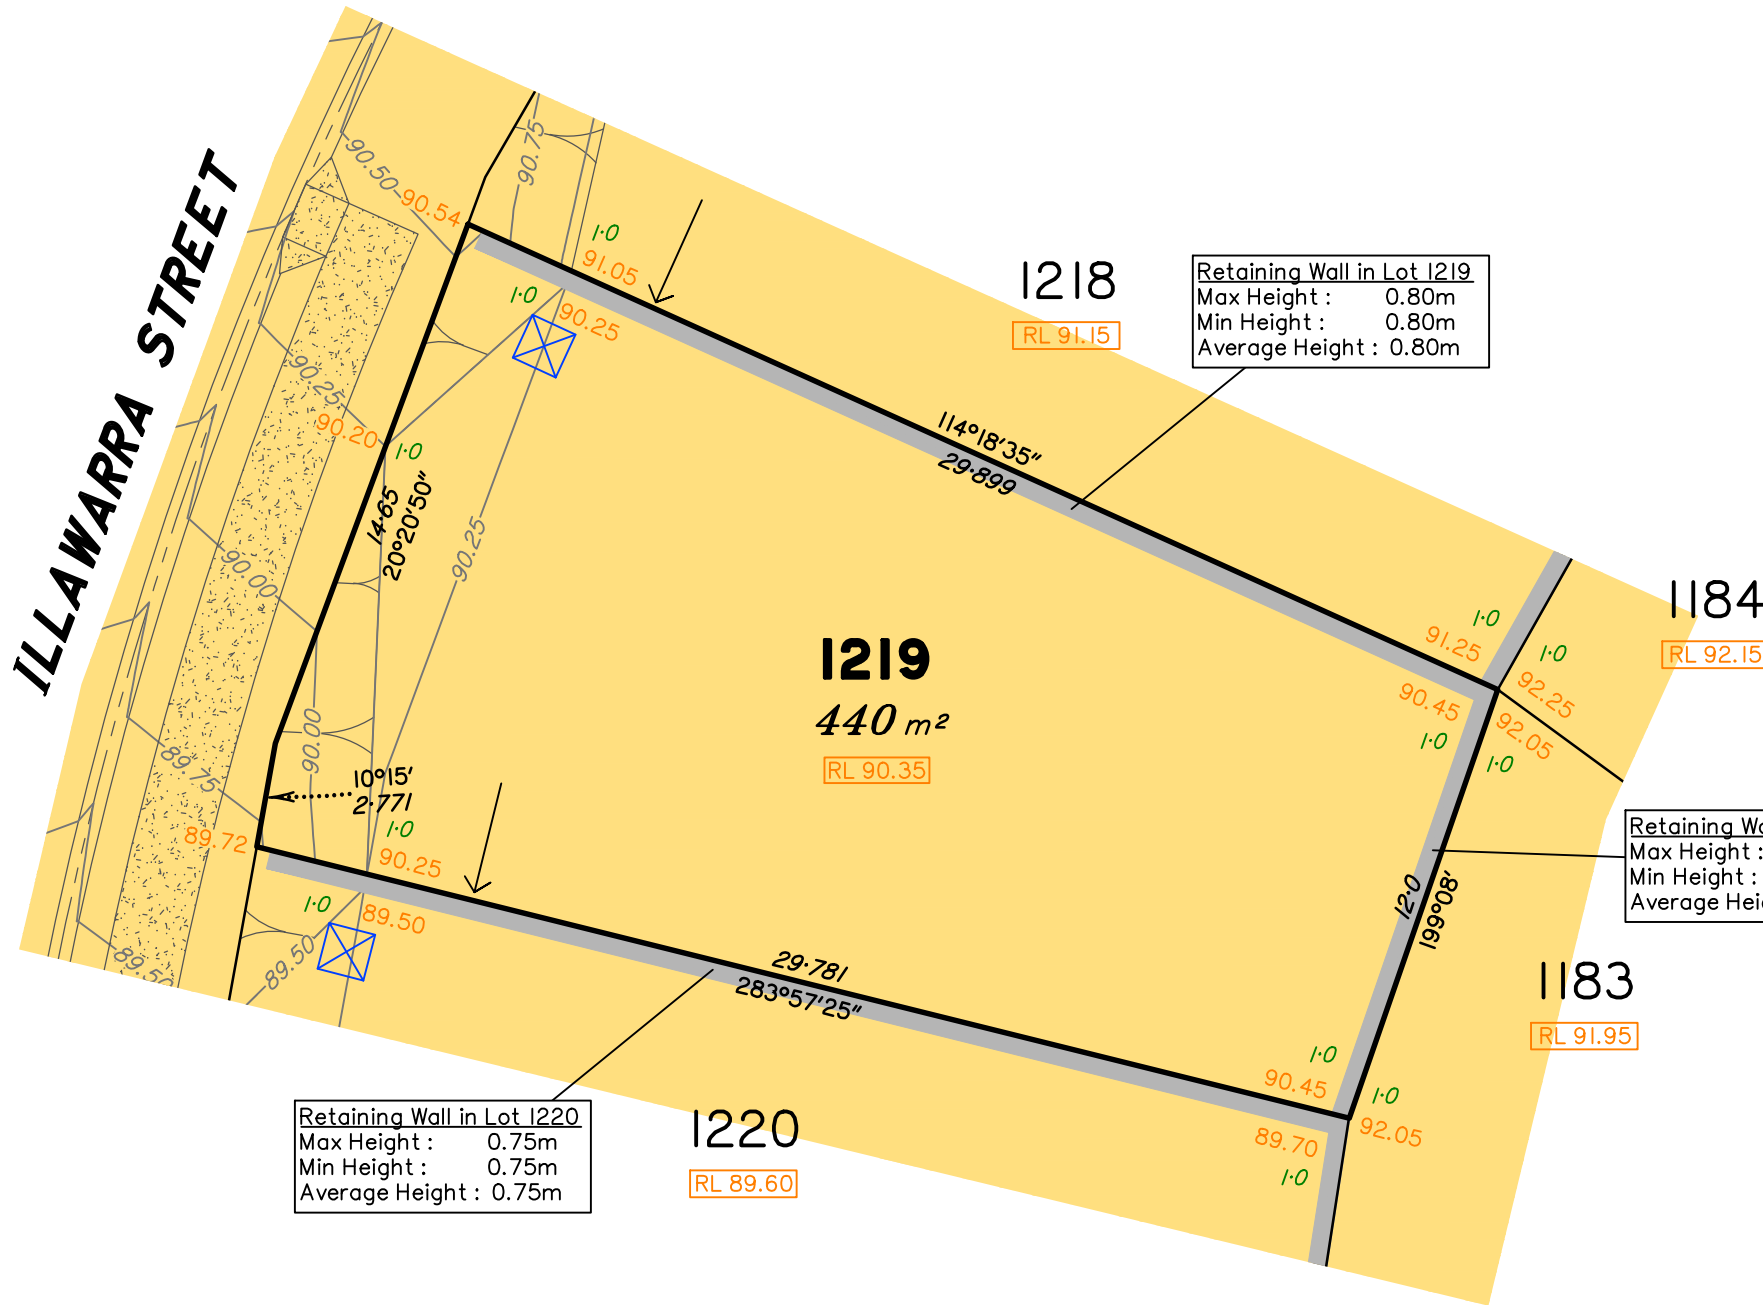 ILLAWARRA STREET
90.75
90.50
90.54
1·0
91.05
1·0
90.25
1218
RL 91.15
Retaining Wall in Lot 1219
Max Height : 0.80m
Min Height : 0.80m
Average Height : 0.80m
90.25
90.20
1·0
114°18'35"
29·899
14·65
20°20'50"
90.25
90.00
1184
RL 92.15
1·0
91.25
1·0
92.25
90.45
92.05
1·0
1·0
1219
440 m²
RL 90.35
90.00
89.75
10°15'
2·771
89.72
1·0
90.25
1·0
89.50
89.50
89.50
Max Height :
Min Height :
12·0
199°08'
1183
RL 91.95
29·781
283°57'25"
1·0
90.45
1·0
92.05
89.70
1·0
Retaining Wall in Lot 1220
Max Height : 0.75m
Min Height : 0.75m
Average Height : 0.75m
1220
RL 89.60